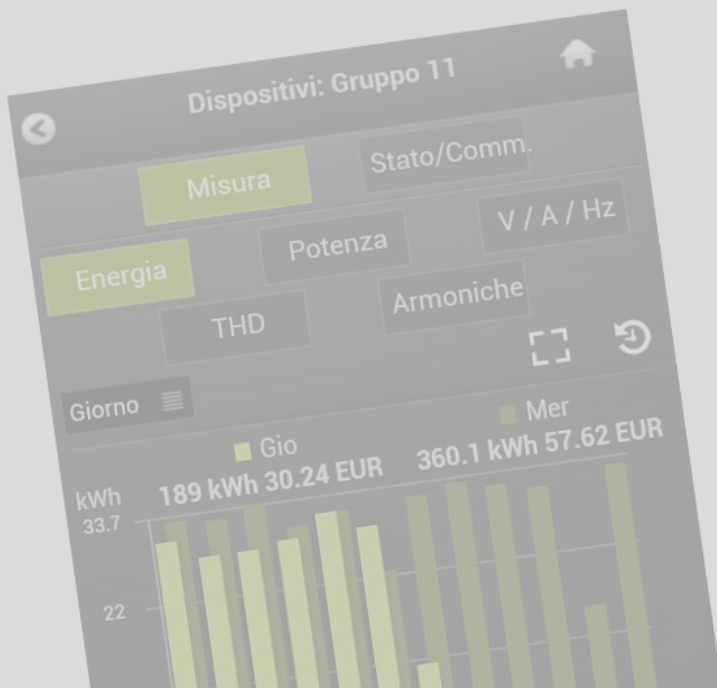 Dispositivi: Gruppo 11
Misura
Stato/Comm.
Energia
Potenza
V / A / Hz
THD
Armoniche
Giorno
Gio
Mer
189 kWh 30.24 EUR
360.1 kWh 57.62 EUR
kWh
33.7
22